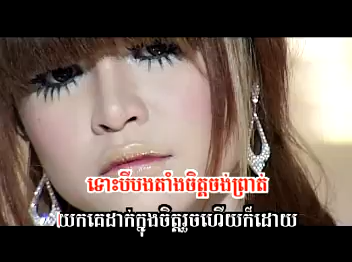 ទោះបីបងតាំងចិត្តចង់ព្រាត់
យកគេដាក់ក្នុងចិត្តរួចហើយក៏ដោយ